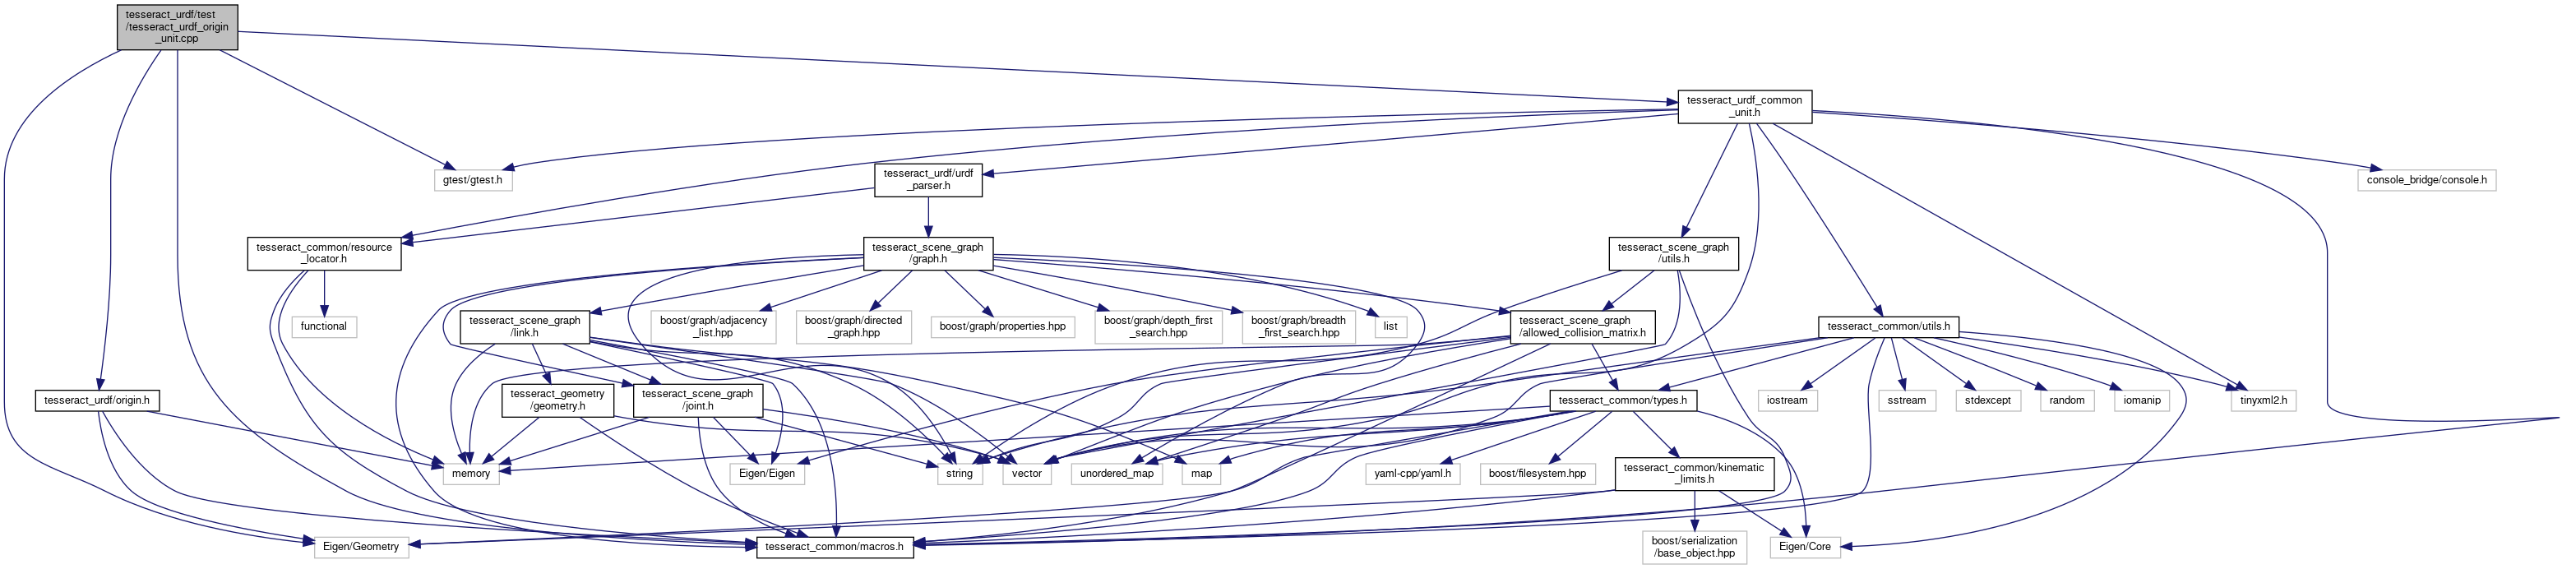 tesseract_urdf/test
/tesseract_urdf_origin
_unit.cpp
tesseract_urdf_common
_unit.h
gtest/gtest.h
tesseract_urdf/urdf
_parser.h
console_bridge/console.h
tesseract_common/resource
_locator.h
tesseract_scene_graph
/graph.h
tesseract_scene_graph
/utils.h
functional
tesseract_scene_graph
/link.h
boost/graph/adjacency
_list.hpp
boost/graph/directed
_graph.hpp
boost/graph/properties.hpp
boost/graph/depth_first
_search.hpp
boost/graph/breadth
_first_search.hpp
list
tesseract_scene_graph
/allowed_collision_matrix.h
tesseract_common/utils.h
tesseract_urdf/origin.h
tesseract_geometry
/geometry.h
tesseract_scene_graph
/joint.h
tesseract_common/types.h
iostream
sstream
stdexcept
random
iomanip
tinyxml2.h
memory
Eigen/Eigen
string
vector
unordered_map
map
yaml-cpp/yaml.h
boost/filesystem.hpp
tesseract_common/kinematic
_limits.h
Eigen/Geometry
tesseract_common/macros.h
boost/serialization
/base_object.hpp
Eigen/Core